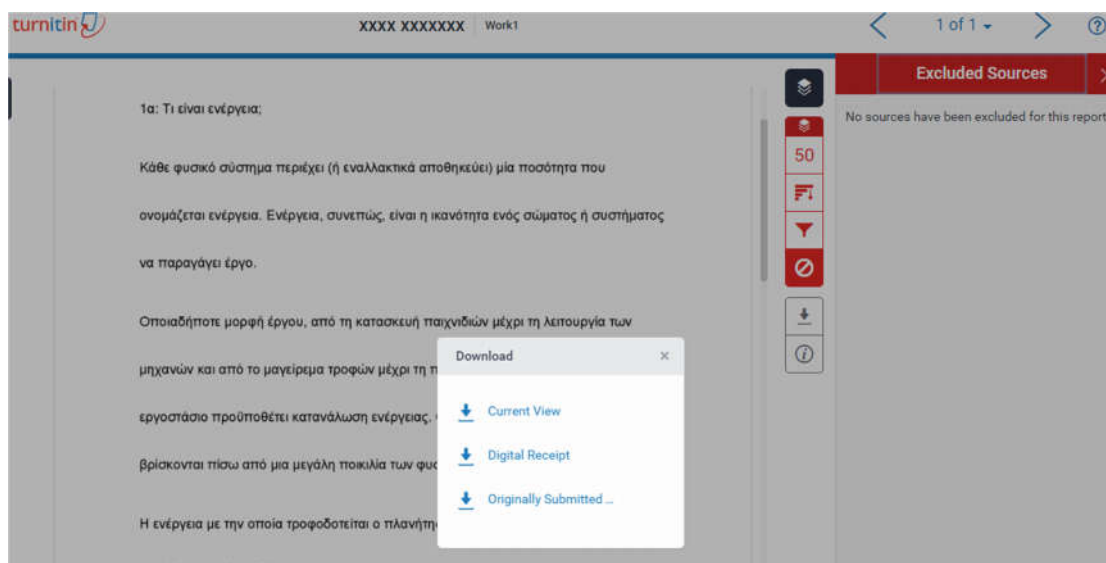 turnitin
XXXX XXXXXXX Work1
1 of 1
Excluded Sources
No sources have been excluded for this report
50
1α: Τι είναι ενέργεια;
Κάθε φυσικό σύστημα περιέχει (ή εναλλακτικά αποθηκεύει) μία ποσότητα που
ονομάζεται ενέργεια. Ενέργεια, συνεπώς, είναι η ικανότητα ενός σώματος ή συστήματος
να παραγάγει έργο.
Οποιαδήποτε μορφή έργου, από τη κατασκευή παιχνιδιών μέχρι τη λειτουργία των
μηχανών και από το μαγείρεμα τροφών μέχρι τη
εργοστάσιο προϋποθέτει κατανάλωση ενέργειας.
βρίσκονται πίσω από μια μεγάλη ποικιλία των
Η ενέργεια με την οποία τροφοδοτείται ο
Download
Current View
Digital Receipt
Originally Submitted ...